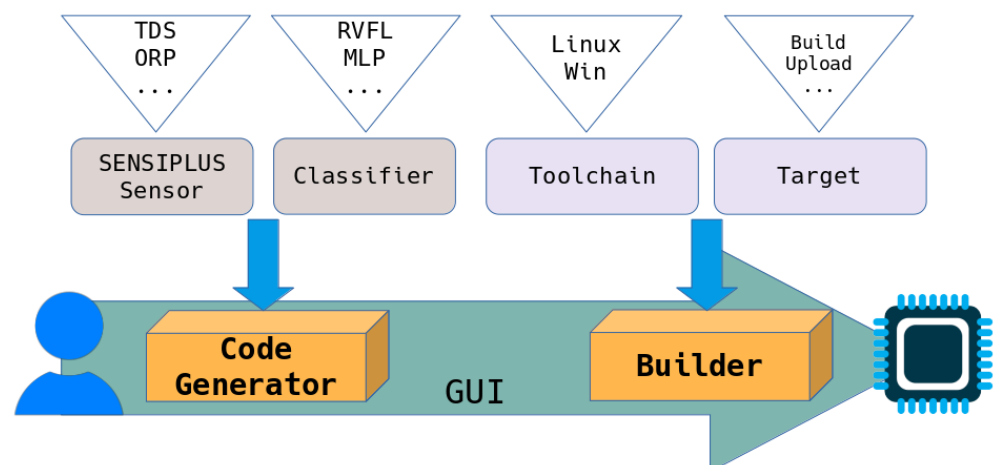 TDS
ORP
...
RVFL
MLP
...
Linux
Win
Build
Upload
...
SENSIPLUS
Sensor
Classifier
Toolchain
Target
Code
Generator
Builder
GUI